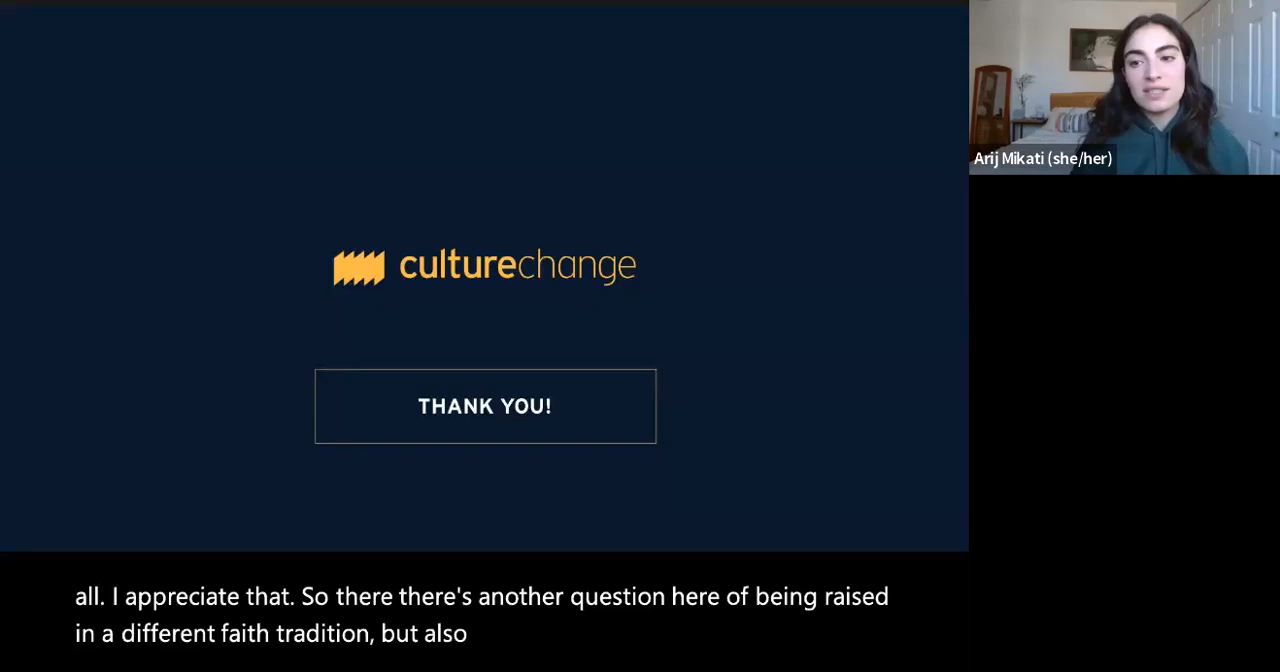 culturechange
THANK YOU!
Arij Mikati (she/her)
all. I appreciate that. So there there's another question here of being raised
in a different faith tradition, but also